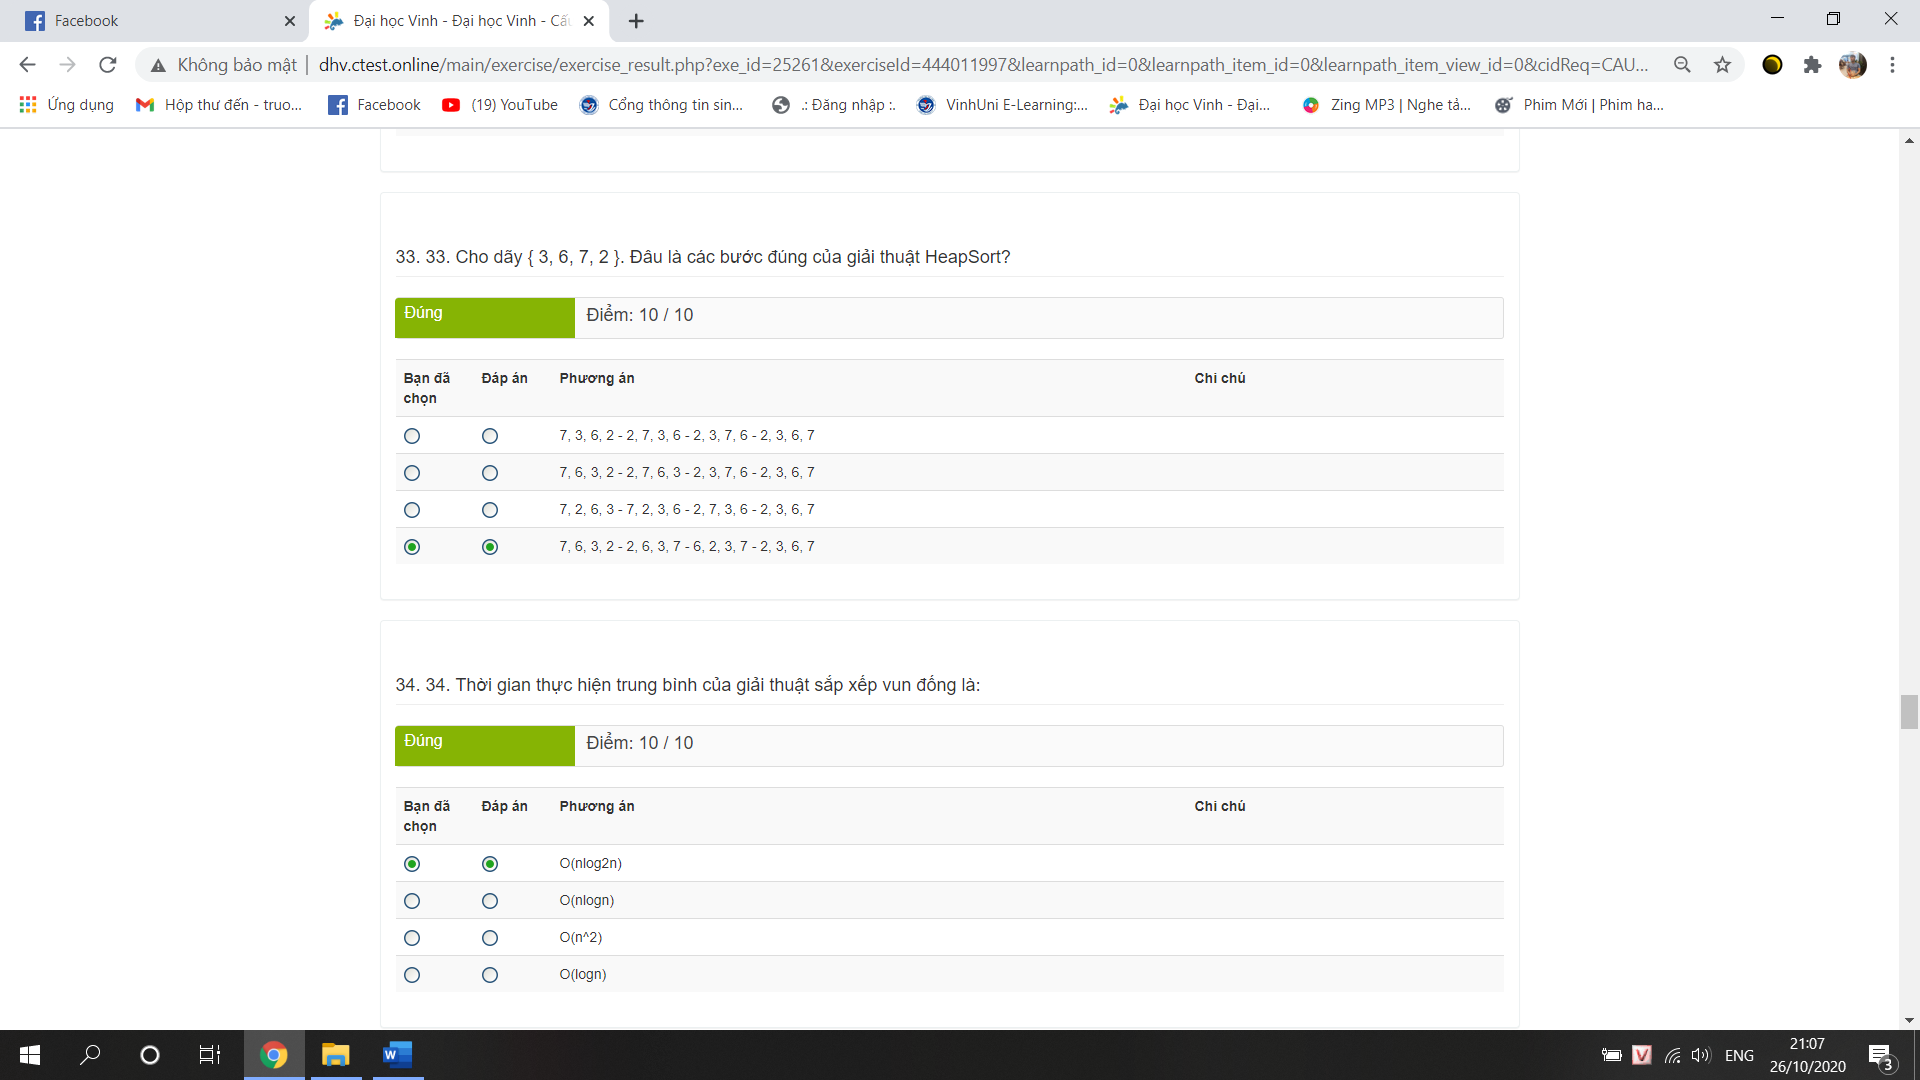 Facebook
Đại học Vinh - Đại học Vinh - Cấu
Không bảo mật
dhv.ctest.online/main/exercise/exercise_result.php?exe_id=25261&exerciseId=444011997&learnpath_id=0&learnpath_item_id=0&learnpath_item_view_id=0&cidReq=CAU...
Ứng dụng
Hộp thư đến - truo...
Facebook
(19) YouTube
Cổng thông tin sin...
.: Đăng nhập :.
VinhUni E-Learning:...
Đại học Vinh - Đại...
Zing MP3 | Nghe tả...
Phim Mới | Phim ha...
33. 33. Cho dãy { 3, 6, 7, 2 }. Đâu là các bước đúng của giải thuật HeapSort?
Đúng
Điểm: 10 / 10
Bạn đã chọn
Đáp án
Phương án
Chi chú
7, 3, 6, 2 - 2, 7, 3, 6 - 2, 3, 7, 6 - 2, 3, 6, 7
7, 6, 3, 2 - 2, 7, 6, 3 - 2, 3, 7, 6 - 2, 3, 6, 7
7, 2, 6, 3 - 7, 2, 3, 6 - 2, 7, 3, 6 - 2, 3, 6, 7
7, 6, 3, 2 - 2, 6, 3, 7 - 6, 2, 3, 7 - 2, 3, 6, 7
34. 34. Thời gian thực hiện trung bình của giải thuật sắp xếp vun đống là:
Đúng
Điểm: 10 / 10
Bạn đã chọn
Đáp án
Phương án
Chi chú
O(nlog2n)
O(nlogn)
O(n^2)
O(logn)
ENG
21:07
26/10/2020
3